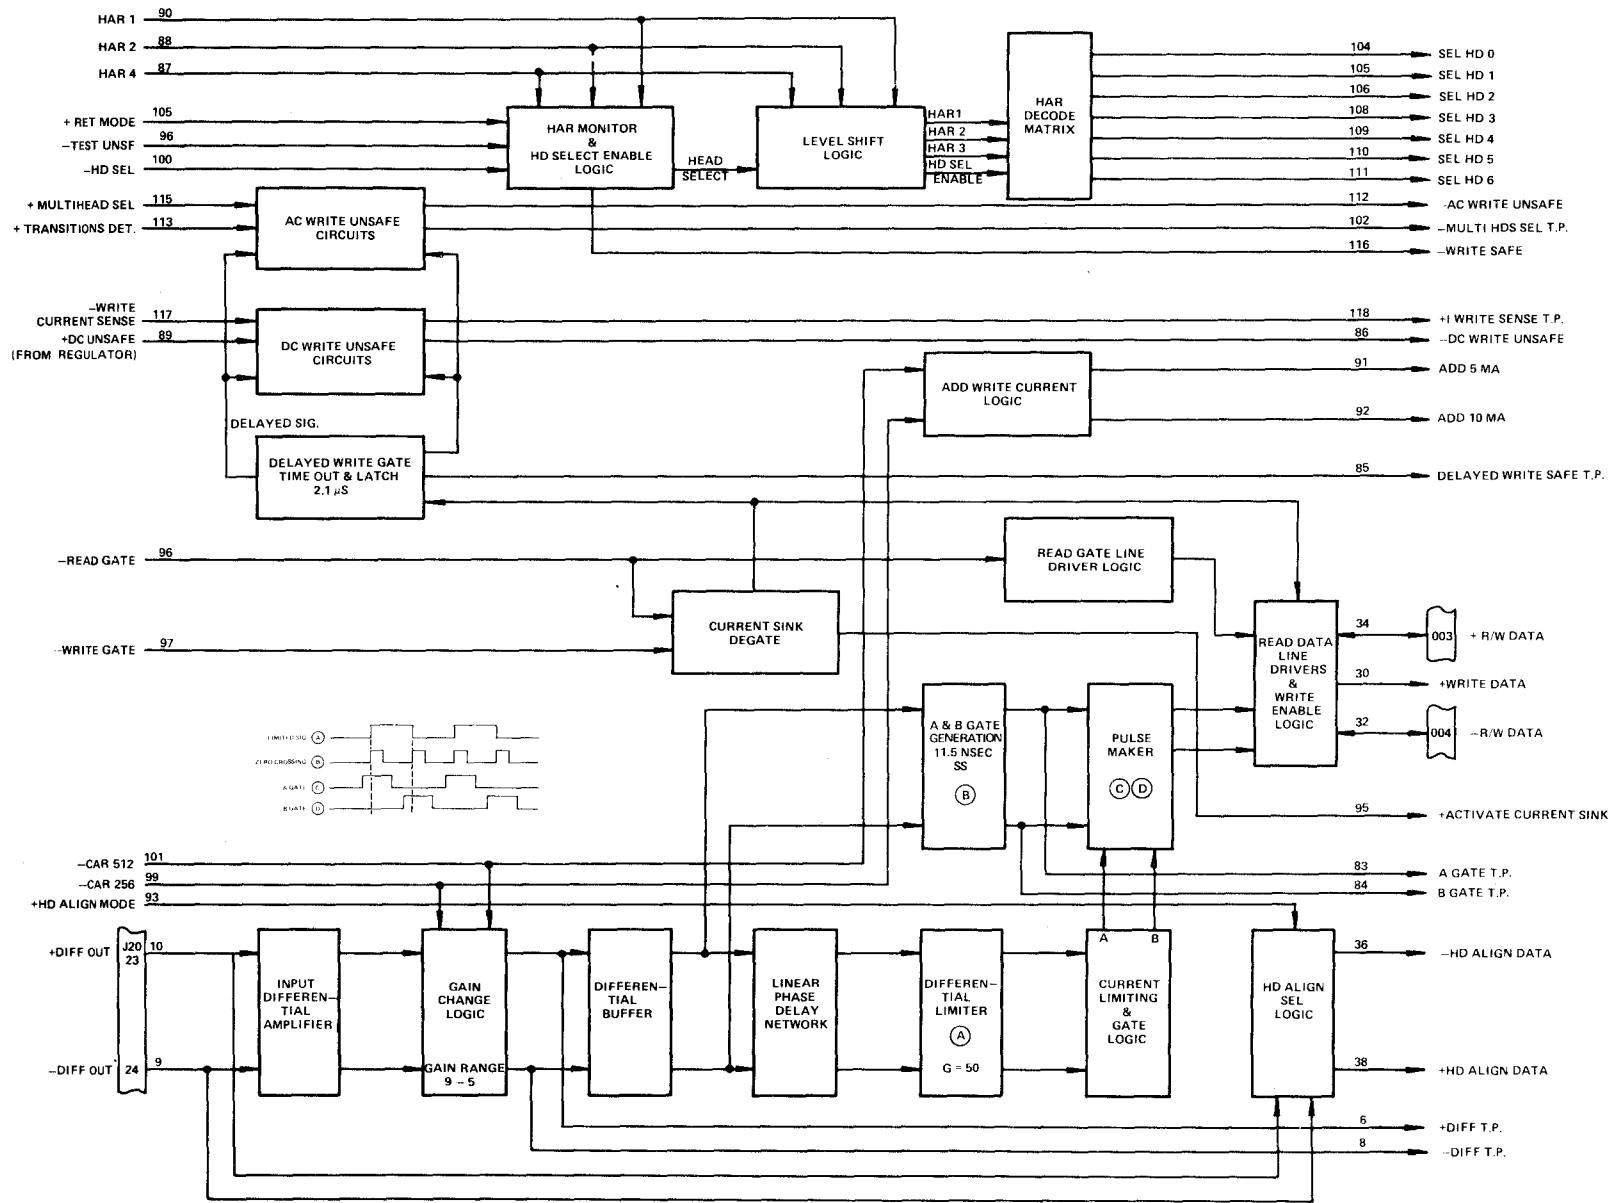 HAR 1 90
HAR 2 88
HAR 4 87
+ RET MODE 105
–TEST UNSF 96
–HD SEL 100
HAR MONITOR
&
HD SELECT ENABLE
LOGIC
HEAD
SELECT
LEVEL SHIFT
LOGIC
HAR1
HAR 2
HAR 3
HD SEL
ENABLE
HAR
DECODE
MATRIX
104 SEL HD 0
105 SEL HD 1
106 SEL HD 2
108 SEL HD 3
109 SEL HD 4
110 SEL HD 5
111 SEL HD 6
+ MULTIHEAD SEL 115
+ TRANSITIONS DET. 113
AC WRITE UNSAFE
CIRCUITS
112 -AC WRITE UNSAFE
102 –MULTI HDS SEL T.P.
116 –WRITE SAFE
–WRITE
CURRENT SENSE 117
+DC UNSAFE 89
(FROM REGULATOR)
DC WRITE UNSAFE
CIRCUITS
118 +I WRITE SENSE T.P.
86 –DC WRITE UNSAFE
ADD WRITE CURRENT
LOGIC
91 ADD 5 MA
92 ADD 10 MA
DELAYED SIG.
DELAYED WRITE GATE
TIME OUT & LATCH
2.1 µS
85 DELAYED WRITE SAFE T.P.
–READ GATE 96
–WRITE GATE 97
READ GATE LINE
DRIVER LOGIC
CURRENT SINK
DEGATE
READ DATA
LINE
DRIVERS
&
WRITE
ENABLE
LOGIC
34 003 + R/W DATA
30 +WRITE DATA
32 004 –R/W DATA
A & B GATE
GENERATION
11.5 NSEC
SS
B
PULSE
MAKER
C D
LIMITED SIG A
ZERO CROSSING B
A GATE C
B GATE D
95 +ACTIVATE CURRENT SINK
–CAR 512 101
–CAR 256 99
+HD ALIGN MODE 93
83 A GATE T.P.
84 B GATE T.P.
+DIFF OUT J20 10
23
–DIFF OUT 24 9
INPUT
DIFFEREN–
TIAL
AMPLIFIER
GAIN
CHANGE
LOGIC
GAIN RANGE
9 – 5
DIFFEREN–
TIAL
BUFFER
LINEAR
PHASE
DELAY
NETWORK
DIFFEREN–
TIAL
LIMITER
A
G = 50
A B
CURRENT
LIMITING
&
GATE
LOGIC
HD ALIGN
SEL
LOGIC
36 –HD ALIGN DATA
38 +HD ALIGN DATA
6 +DIFF T.P.
8 –DIFF T.P.